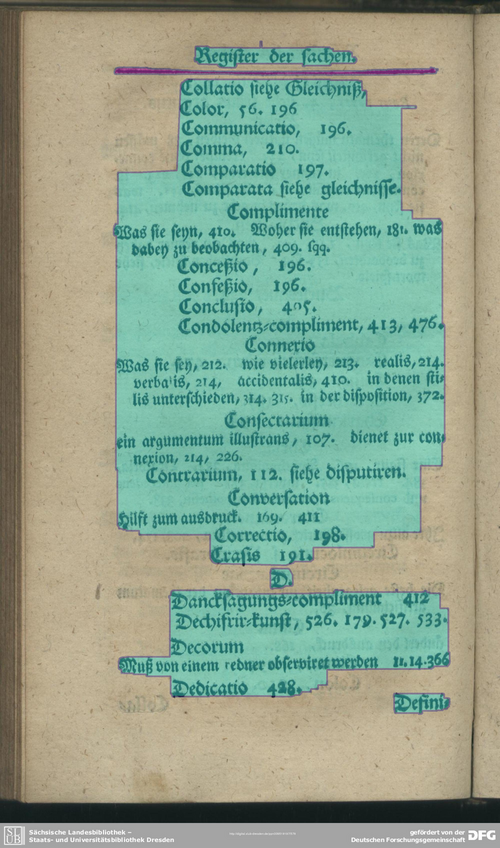 Register der sachen.
Collatio siehe Gleichniß,
Color, 56. 196
Communicatio, 196.
Comma, 210.
Comparatio 197.
Comparata siehe gleichnisse.
Complimente
Was sie seyn, 410. Woher sie entstehen, 181. was
dabey zu beobachten, 409. sqq.
Conceßio, 196.
Confeßio, 196.
Conclusio, 405.
Condolentz-compliment, 413, 476.
Connexio
Was sie sey, 212. wie vielerley, 213. realis, 214.
verbalis, 214, accidentalis, 410. in denen sti-
lis unterschieden, 314. 315. in der disposition, 372.
Consectarium
ein argumentum illustrans, 107. dienet zur con-
nexion, 214, 226.
Contrarium, 112. siehe disputiren.
Conversation
Hilft zum ausdruck. 169. 411
Correctio, 198.
Crasis 191.
D.
Dancksagungs-compliment 412
Dechifrir-kunst, 526. 179. 527. 533.
Decorum
Muß von einem redner observiret werden 11.14.366
Dedicatio 428.
Defini-
Sächsische Landesbibliothek –
Staats- und Universitätsbibliothek Dresden
gefördert von der
Deutschen Forschungsgemeinschaft
DFG